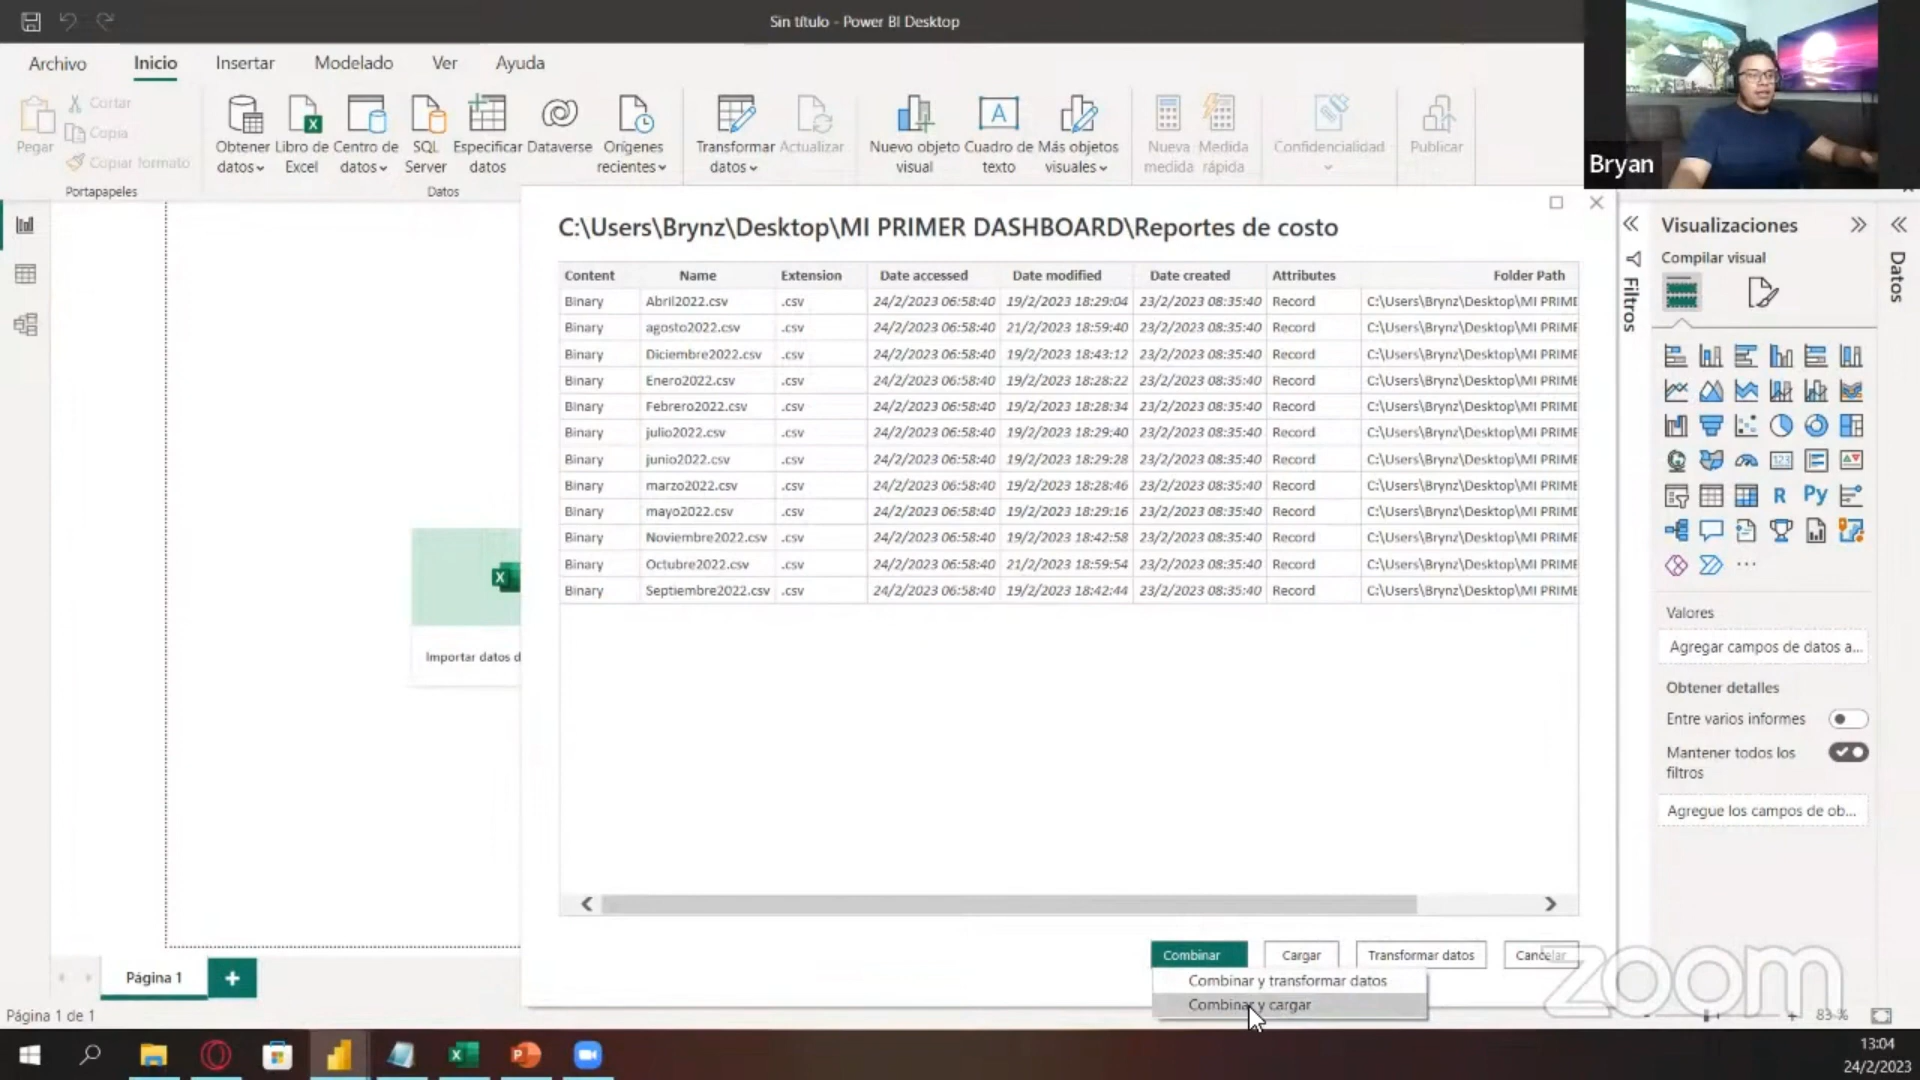 Sin título - Power BI Desktop
Archivo Inicio Insertar Modelado Ver Ayuda
Pegar
Cortar
Copia
Copiar formato
Portapapeles
Obtener datos
Libro de Excel
Centro de datos
SQL Server
Especificar datos
Dataverse
Orígenes recientes
Datos
Transformar datos
Actualizar
Nuevo objeto visual
Cuadro de texto
Más objetos visuales
Nueva medida
Medida rápida
Confidencialidad
Publicar
Bryan
C:\Users\Brynz\Desktop\MI PRIMER DASHBOARD\Reportes de costo
Content Name Extension Date accessed Date modified Date created Attributes Folder Path
Binary Abril2022.csv .csv 24/2/2023 06:58:40 19/2/2023 18:29:04 23/2/2023 08:35:40 Record C:\Users\Brynz\Desktop\MI PRIME
Binary agosto2022.csv .csv 24/2/2023 06:58:40 21/2/2023 18:59:40 23/2/2023 08:35:40 Record C:\Users\Brynz\Desktop\MI PRIME
Binary Diciembre2022.csv .csv 24/2/2023 06:58:40 19/2/2023 18:43:12 23/2/2023 08:35:40 Record C:\Users\Brynz\Desktop\MI PRIME
Binary Enero2022.csv .csv 24/2/2023 06:58:40 19/2/2023 18:28:22 23/2/2023 08:35:40 Record C:\Users\Brynz\Desktop\MI PRIME
Binary Febrero2022.csv .csv 24/2/2023 06:58:40 19/2/2023 18:28:34 23/2/2023 08:35:40 Record C:\Users\Brynz\Desktop\MI PRIME
Binary julio2022.csv .csv 24/2/2023 06:58:40 19/2/2023 18:29:40 23/2/2023 08:35:40 Record C:\Users\Brynz\Desktop\MI PRIME
Binary junio2022.csv .csv 24/2/2023 06:58:40 19/2/2023 18:29:28 23/2/2023 08:35:40 Record C:\Users\Brynz\Desktop\MI PRIME
Binary marzo2022.csv .csv 24/2/2023 06:58:40 19/2/2023 18:28:46 23/2/2023 08:35:40 Record C:\Users\Brynz\Desktop\MI PRIME
Binary mayo2022.csv .csv 24/2/2023 06:58:40 19/2/2023 18:29:16 23/2/2023 08:35:40 Record C:\Users\Brynz\Desktop\MI PRIME
Binary Noviembre2022.csv .csv 24/2/2023 06:58:40 19/2/2023 18:42:58 23/2/2023 08:35:40 Record C:\Users\Brynz\Desktop\MI PRIME
Binary Octubre2022.csv .csv 24/2/2023 06:58:40 21/2/2023 18:59:54 23/2/2023 08:35:40 Record C:\Users\Brynz\Desktop\MI PRIME
Binary Septiembre2022.csv .csv 24/2/2023 06:58:40 19/2/2023 18:42:44 23/2/2023 08:35:40 Record C:\Users\Brynz\Desktop\MI PRIME
Importar datos d
Combinar Cargar Transformar datos Cancelar
Combinar y transformar datos
Combinar y cargar
Filtros
Visualizaciones
Compilar visual
R Py
123
Valores
Agregar campos de datos a...
Obtener detalles
Entre varios informes
Mantener todos los
filtros
Agregue los campos de ob...
Datos
zoom
Página 1
Página 1 de 1
83 %
13:04
24/2/2023